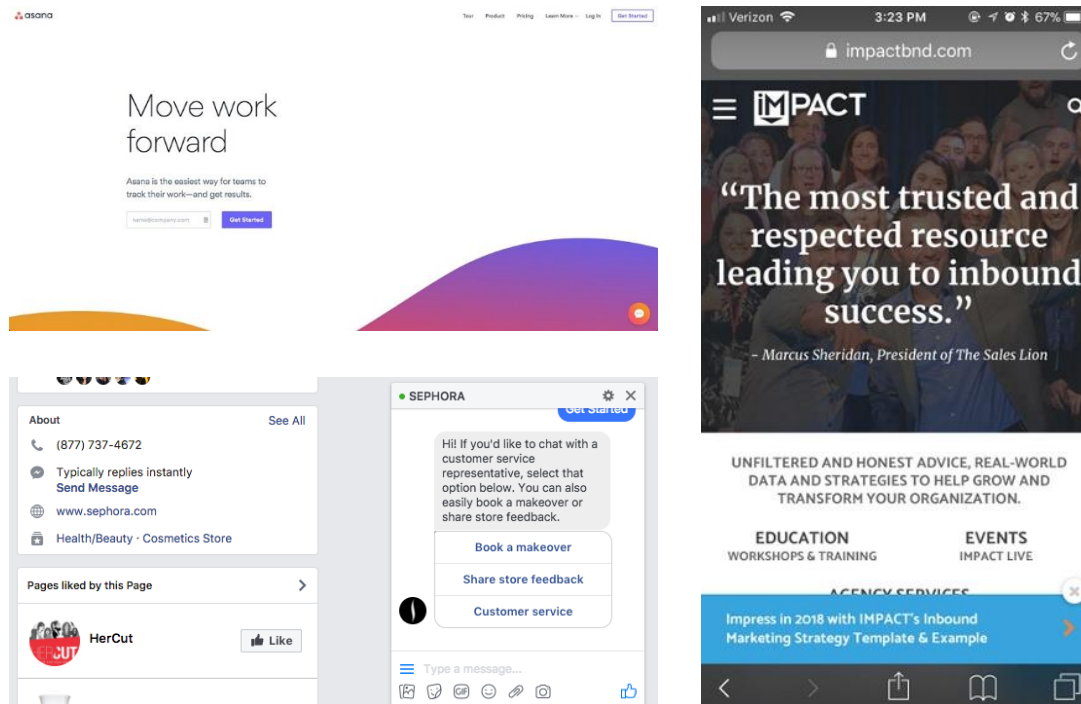 asana
Tour Product Pricing Learn More Log In Get Started
Move work
forward
Asana is the easiest way for teams to
track their work—and get results.
name@company.com Get Started
About See All
(877) 737-4672
Typically replies instantly
Send Message
www.sephora.com
Health/Beauty · Cosmetics Store
Pages liked by this Page
HerCut
Like
SEPHORA
Get Started
Hi! If you'd like to chat with a
customer service
representative, select that
option below. You can also
easily book a makeover or
share store feedback.
Book a makeover
Share store feedback
Customer service
Type a message...
GIF
Verizon 3:23 PM 67%
impactbnd.com
IMPACT
“The most trusted and
respected resource
leading you to inbound
success.”
– Marcus Sheridan, President of The Sales Lion
UNFILTERED AND HONEST ADVICE, REAL-WORLD
DATA AND STRATEGIES TO HELP GROW AND
TRANSFORM YOUR ORGANIZATION.
EDUCATION EVENTS
WORKSHOPS & TRAINING IMPACT LIVE
AGENCY SERVICES
Impress in 2018 with IMPACT's Inbound
Marketing Strategy Template & Example